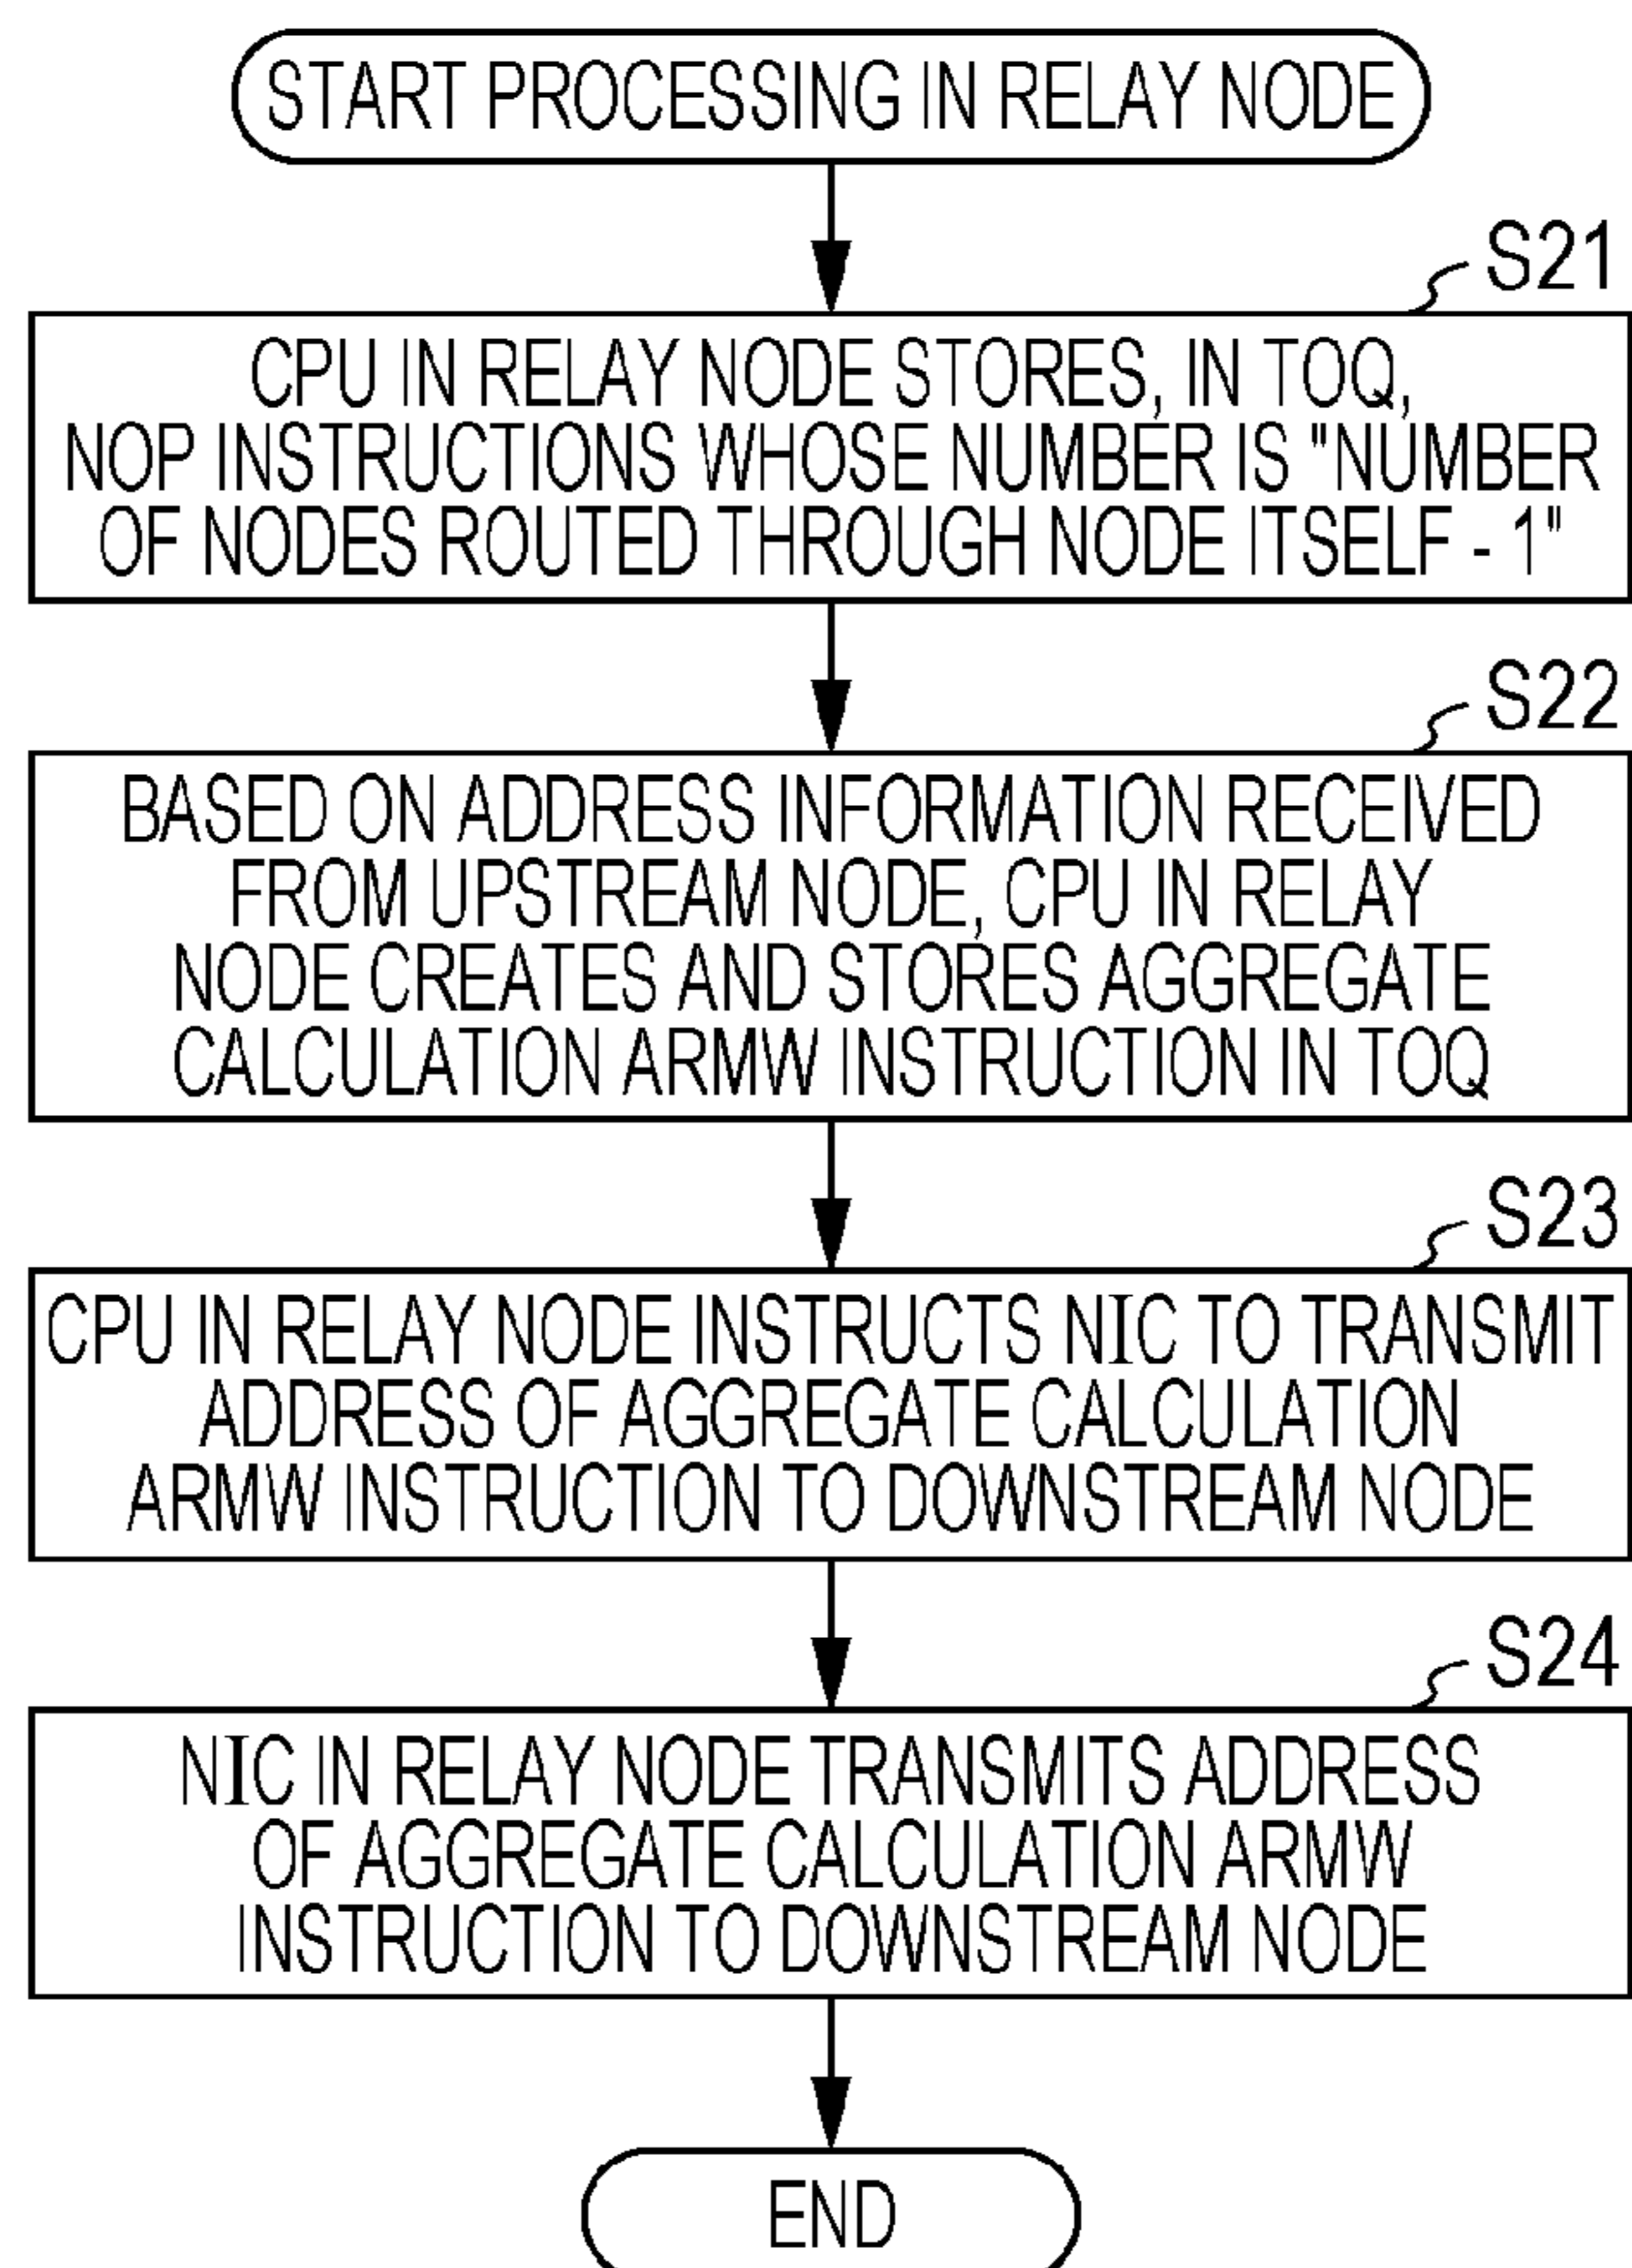 START PROCESSING IN RELAY NODE
S21
CPU IN RELAY NODE STORES, IN TOQ,
NOP INSTRUCTIONS WHOSE NUMBER IS "NUMBER
OF NODES ROUTED THROUGH NODE ITSELF - 1"
S22
BASED ON ADDRESS INFORMATION RECEIVED
FROM UPSTREAM NODE, CPU IN RELAY
NODE CREATES AND STORES AGGREGATE
CALCULATION ARMW INSTRUCTION IN TOQ
S23
CPU IN RELAY NODE INSTRUCTS NIC TO TRANSMIT
ADDRESS OF AGGREGATE CALCULATION
ARMW INSTRUCTION TO DOWNSTREAM NODE
S24
NIC IN RELAY NODE TRANSMITS ADDRESS
OF AGGREGATE CALCULATION ARMW
INSTRUCTION TO DOWNSTREAM NODE
END